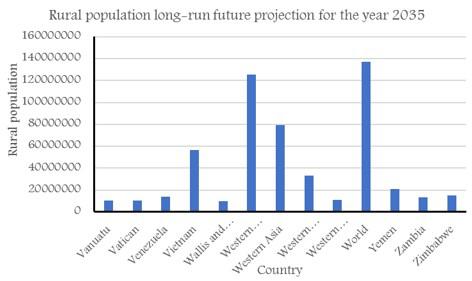 Rural population long-run future projection for the year 2035
Rural population
160000000
140000000
120000000
100000000
80000000
60000000
40000000
20000000
0
Vanuatu
Vatican
Venezuela
Vietnam
Wallis and...
Western...
Western Asia
Western...
Western...
World
Yemen
Zambia
Zimbabwe
Country